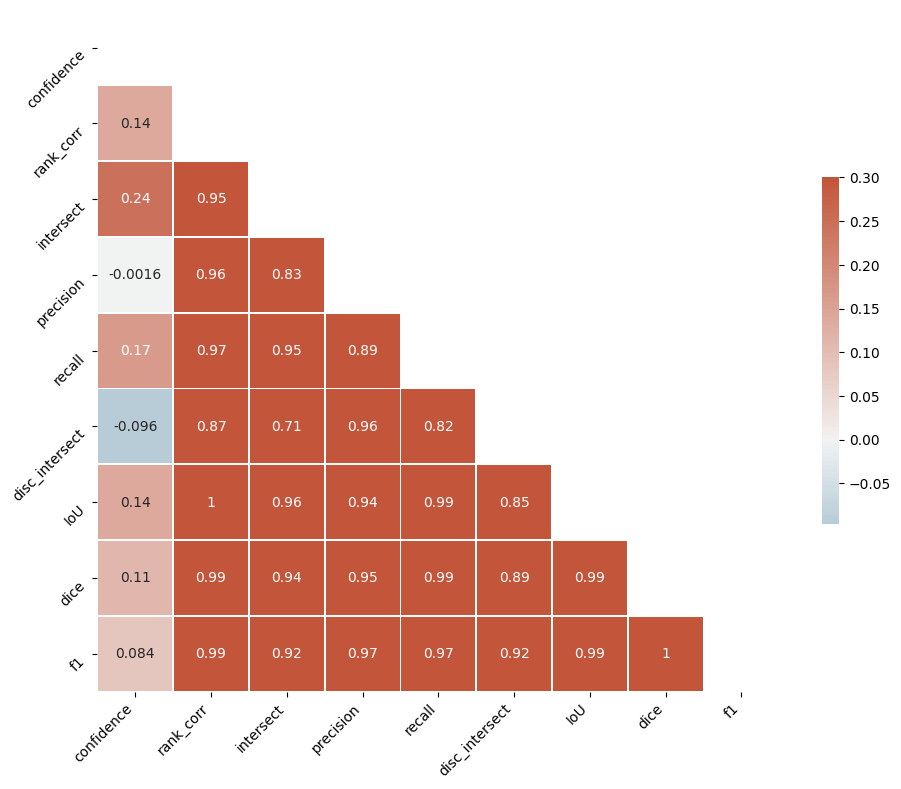 confidence
rank_corr 0.14
intersect 0.24 0.95
precision -0.0016 0.96 0.83
recall 0.17 0.97 0.95 0.89
disc_intersect -0.096 0.87 0.71 0.96 0.82
IoU 0.14 1 0.96 0.94 0.99 0.85
dice 0.11 0.99 0.94 0.95 0.99 0.89 0.99
f1 0.084 0.99 0.92 0.97 0.97 0.92 0.99 1
confidence rank_corr intersect precision recall disc_intersect IoU dice f1
0.30
0.25
0.20
0.15
0.10
0.05
0.00
−0.05